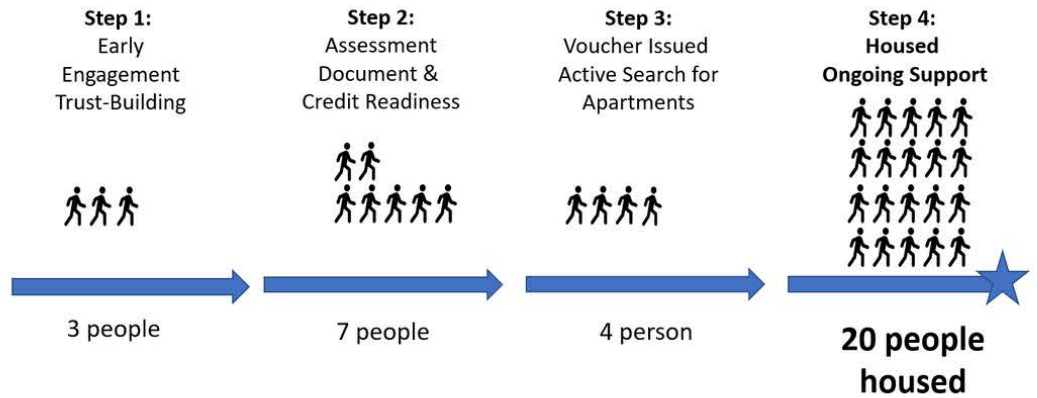 Step 1:
Early
Engagement
Trust-Building
3 people
Step 2:
Assessment
Document &
Credit Readiness
7 people
Step 3:
Voucher Issued
Active Search for
Apartments
4 person
Step 4:
Housed
Ongoing Support
20 people
housed